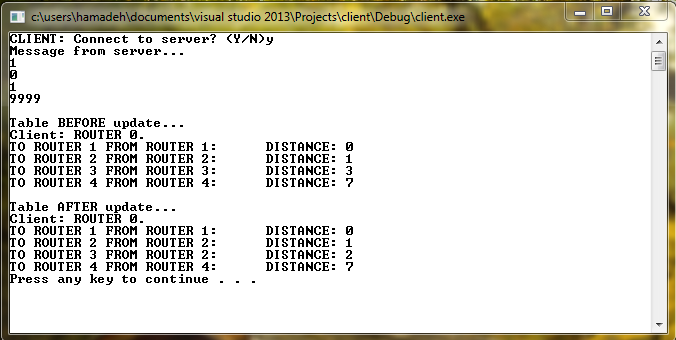 c:\users\hamadeh\documents\visual studio 2013\Projects\client\Debug\client.exe
CLIENT: Connect to server? (Y/N)y
Message from server...
1
0
1
9999

Table BEFORE update...
Client: ROUTER 0.
TO ROUTER 1 FROM ROUTER 1:      DISTANCE: 0
TO ROUTER 2 FROM ROUTER 2:      DISTANCE: 1
TO ROUTER 3 FROM ROUTER 3:      DISTANCE: 3
TO ROUTER 4 FROM ROUTER 4:      DISTANCE: 7

Table AFTER update...
Client: ROUTER 0.
TO ROUTER 1 FROM ROUTER 1:      DISTANCE: 0
TO ROUTER 2 FROM ROUTER 2:      DISTANCE: 1
TO ROUTER 3 FROM ROUTER 2:      DISTANCE: 2
TO ROUTER 4 FROM ROUTER 4:      DISTANCE: 7
Press any key to continue . . .